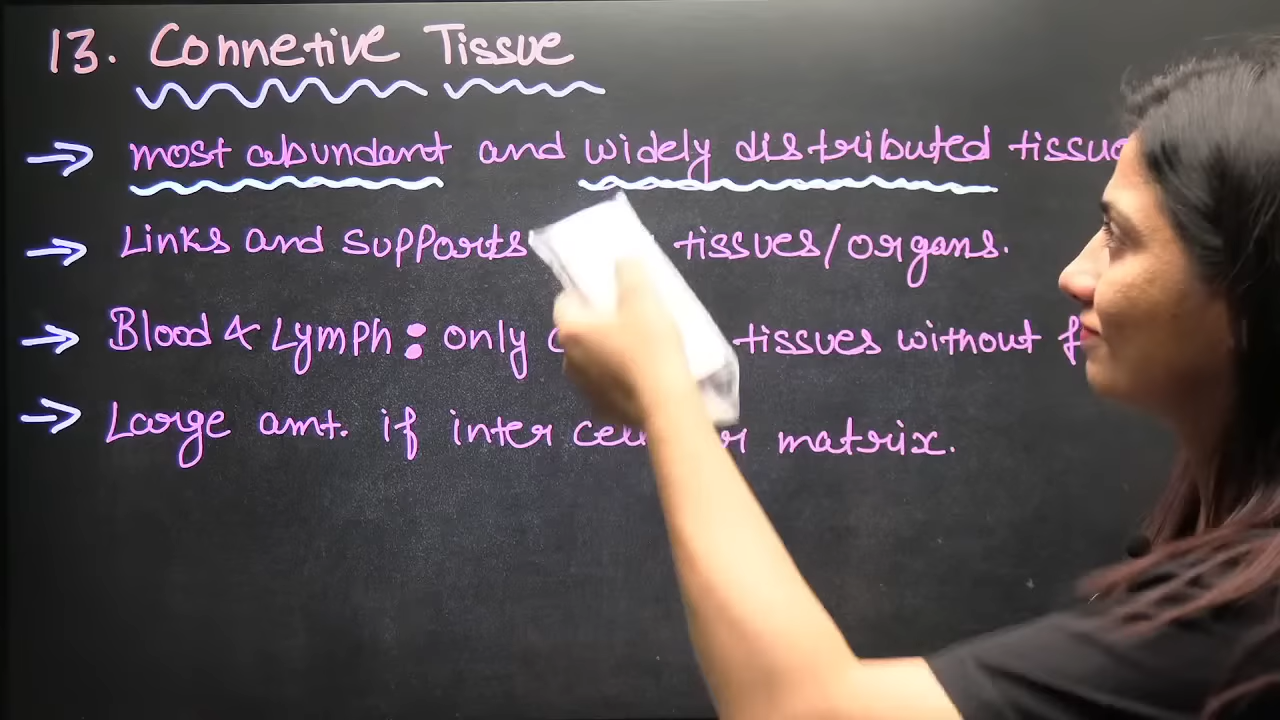 13. Connetive Tissue
→ most abundant and widely distributed tissue
→ Links and supports tissues/organs.
→ Blood & Lymph : only tissues without
→ Large amt. if inter matrix.